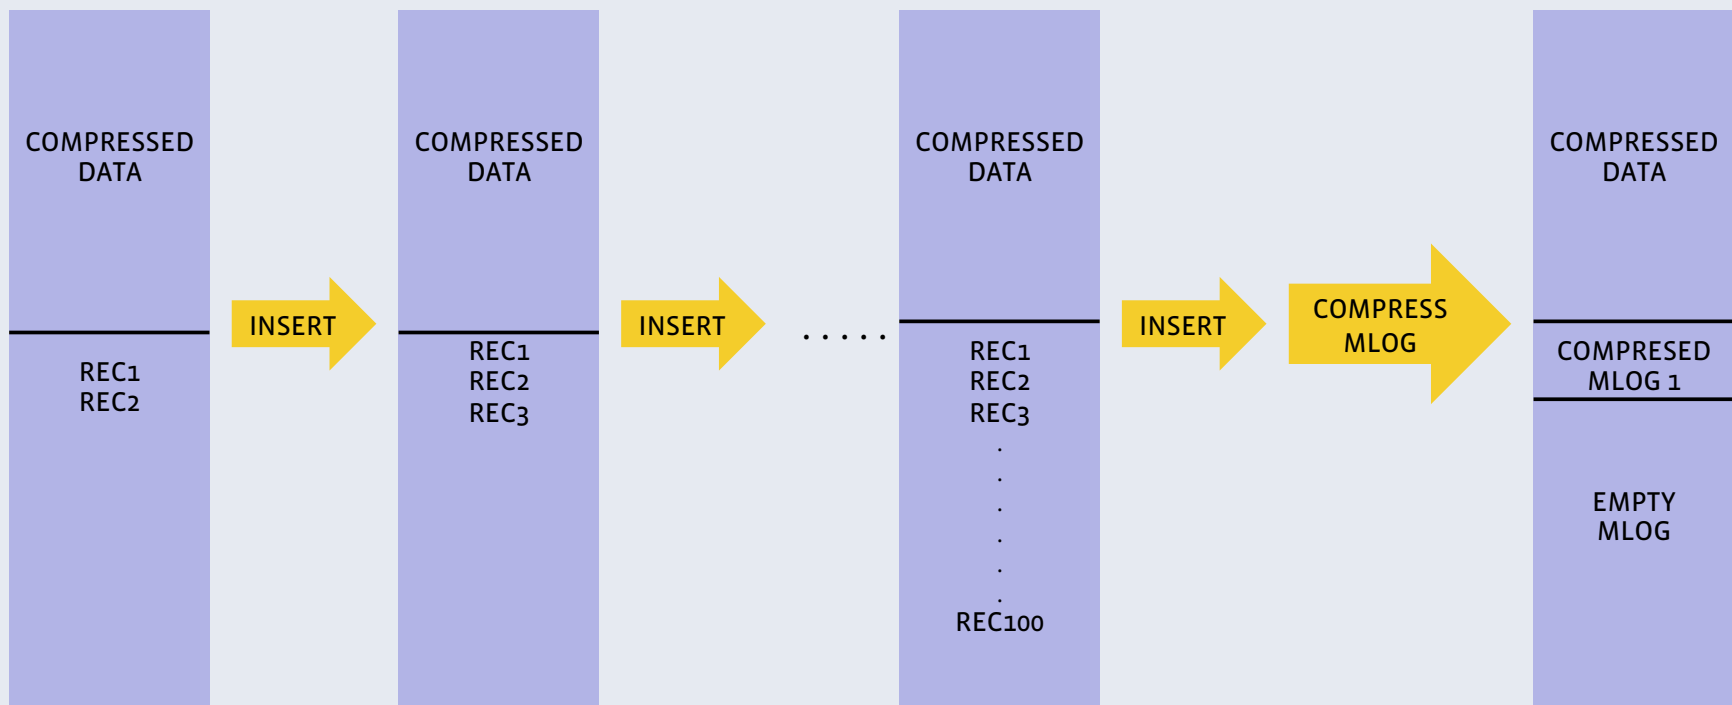 COMPRESSED
DATA
REC1
REC2
INSERT
COMPRESSED
DATA
REC1
REC2
REC3
INSERT
. . . . .
COMPRESSED
DATA
REC1
REC2
REC3
.
.
.
.
.
.
REC100
INSERT
COMPRESS
MLOG
COMPRESSED
DATA
COMPRESED
MLOG 1
EMPTY
MLOG